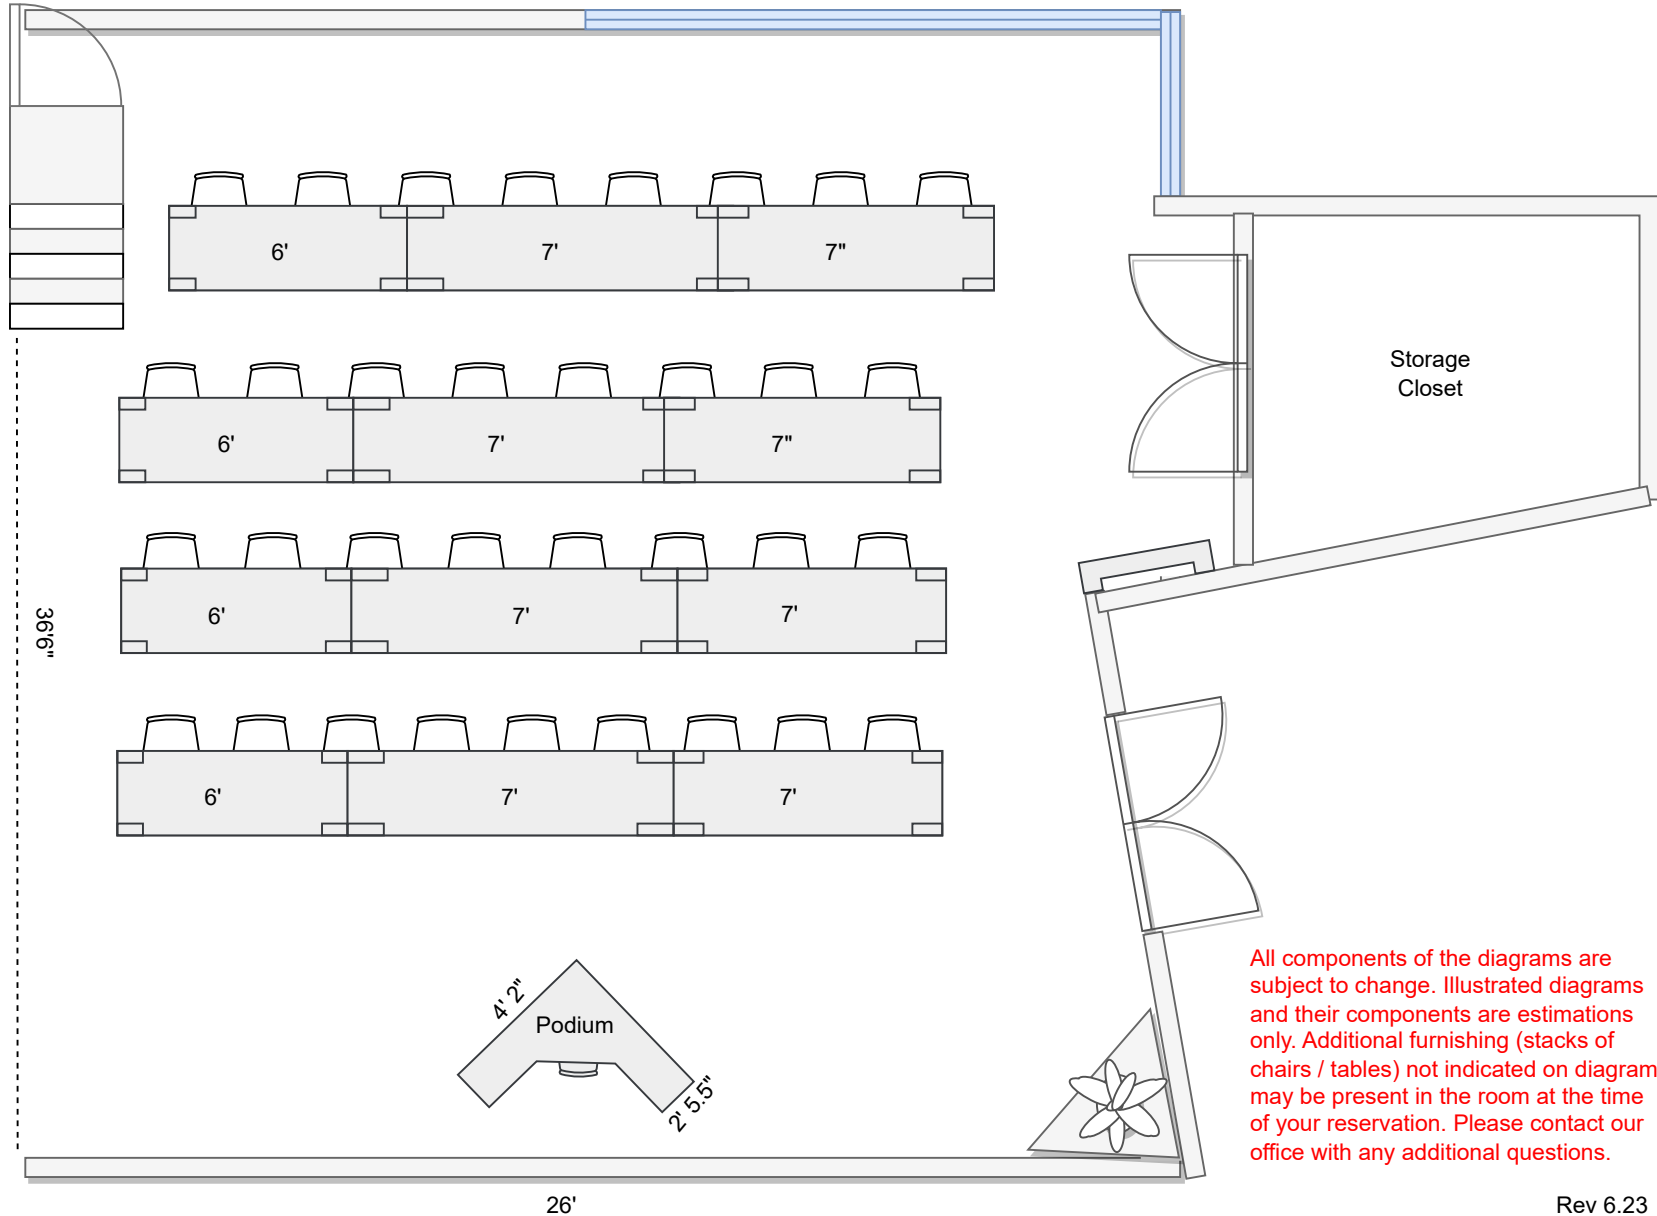 6'
7'
7"
Storage
Closet
6'
7'
7"
6'
7'
7'
36'6"
6'
7'
7'
4' 2"
Podium
2' 5.5"
All components of the diagrams are
subject to change. Illustrated diagrams
and their components are estimations
only. Additional furnishing (stacks of
chairs / tables) not indicated on diagram
may be present in the room at the time
of your reservation. Please contact our
office with any additional questions.
26'
Rev 6.23